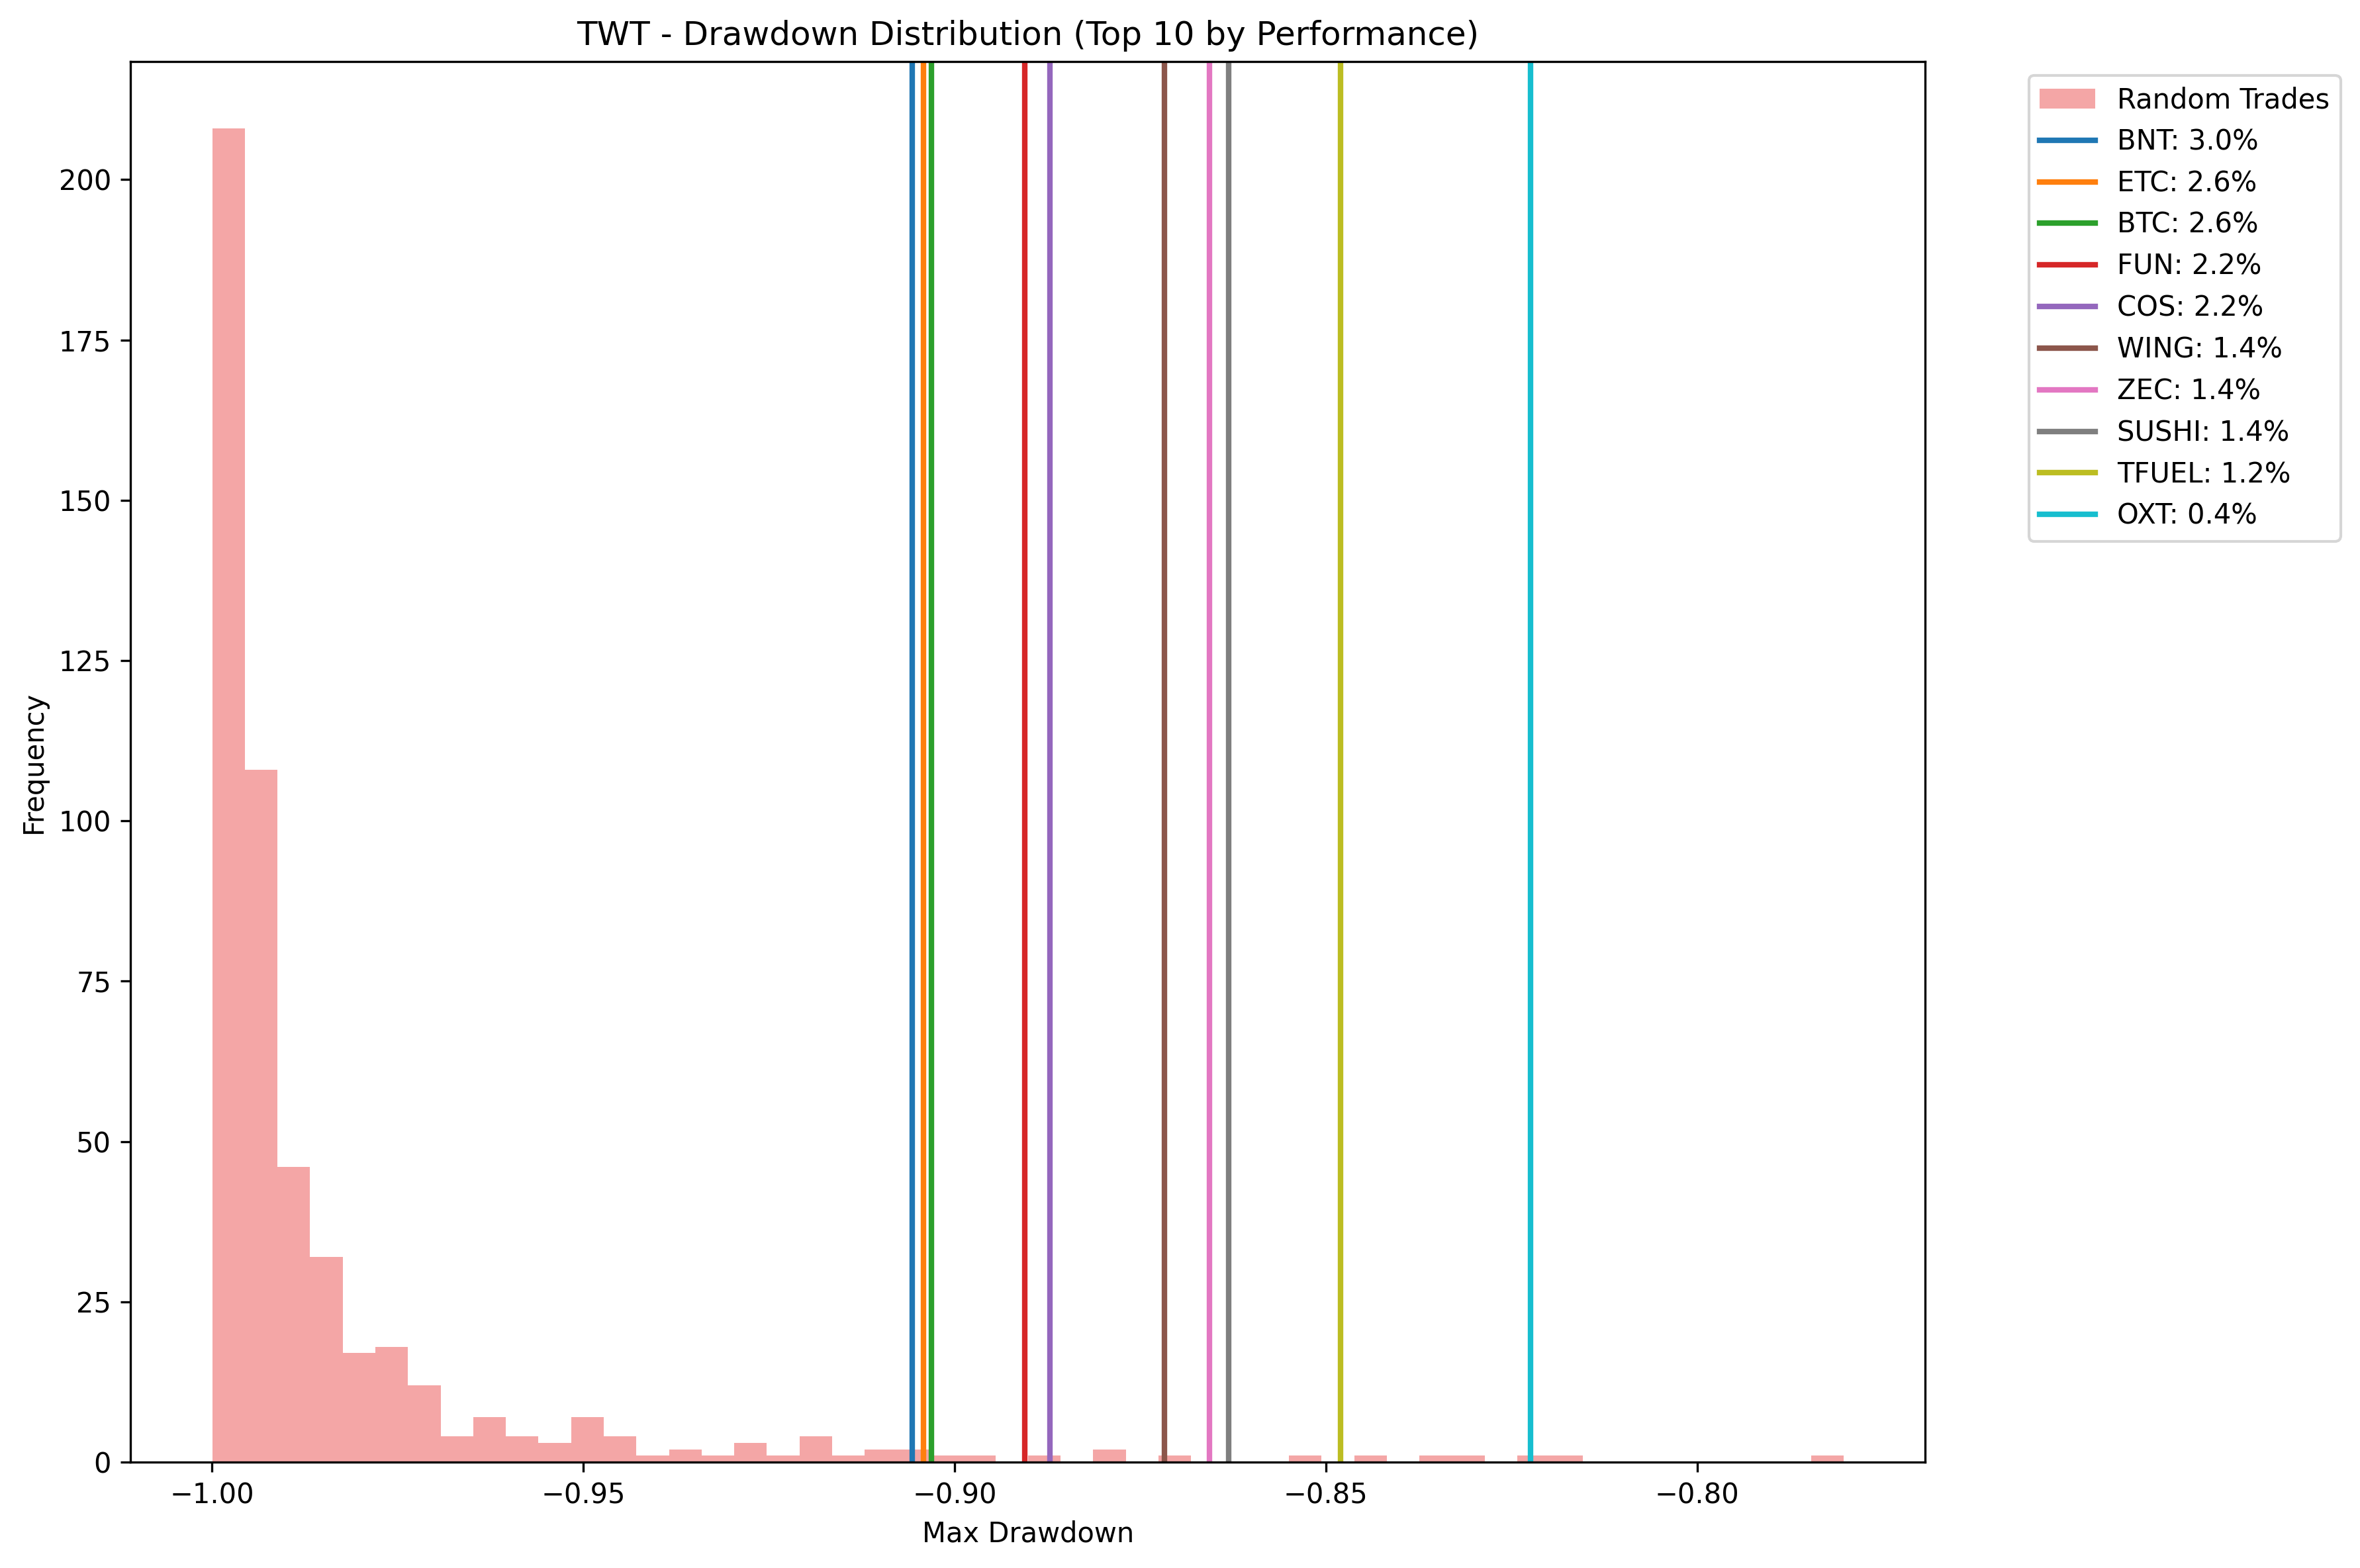 TWT - Drawdown Distribution (Top 10 by Performance)
Frequency
200
175
150
125
100
75
50
25
0
−1.00
−0.95
−0.90
−0.85
−0.80
Max Drawdown
Random Trades
BNT: 3.0%
ETC: 2.6%
BTC: 2.6%
FUN: 2.2%
COS: 2.2%
WING: 1.4%
ZEC: 1.4%
SUSHI: 1.4%
TFUEL: 1.2%
OXT: 0.4%